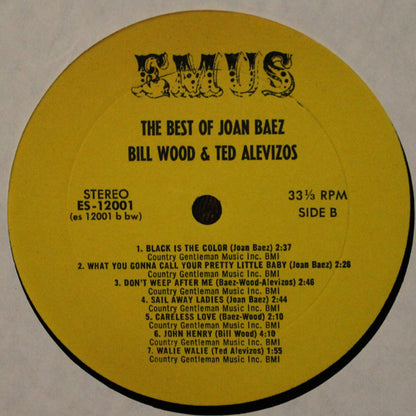 EMUS
THE BEST OF JOAN BAEZ
BILL WOOD & TED ALEVIZOS
STEREO
ES-12001
(es 12001 b bw)
33⅓ RPM
SIDE B
1. BLACK IS THE COLOR (Joan Baez) 2:37
Country Gentleman Music Inc. BMI
2. WHAT YOU GONNA CALL YOUR PRETTY LITTLE BABY (Joan Baez) 2:26
Country Gentleman Music Inc. BMI
3. DON'T WEEP AFTER ME (Baez-Wood-Alevizos) 2:46
Country Gentleman Music Inc. BMI
4. SAIL AWAY LADIES (Joan Baez) 2:44
Country Gentleman Music Inc. BMI
5. CARELESS LOVE (Baez-Wood) 2:10
Country Gentleman Music Inc. BMI
6. JOHN HENRY (Bill Wood) 4:10
Country Gentleman Music Inc. BMI
7. WALIE WALIE (Ted Alevizos) 1:55
Country Gentleman Music Inc. BMI